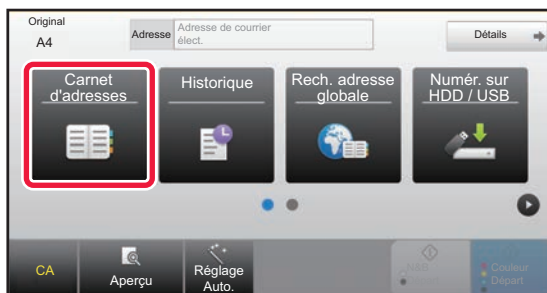 Original
A4
Adresse
Adresse de courrier
élect.
Détails
Carnet
d'adresses
Historique
Rech. adresse
globale
Numér. sur
HDD / USB
CA
Aperçu
Réglage
Auto.
N&B
Départ
Couleur
Départ